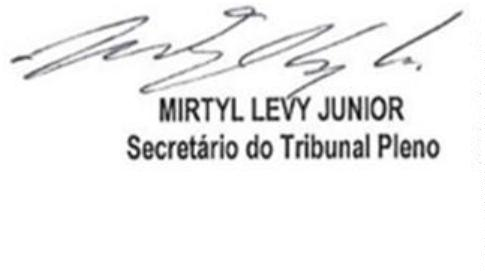 MIRTYL LEVY JUNIOR
Secretário do Tribunal Pleno